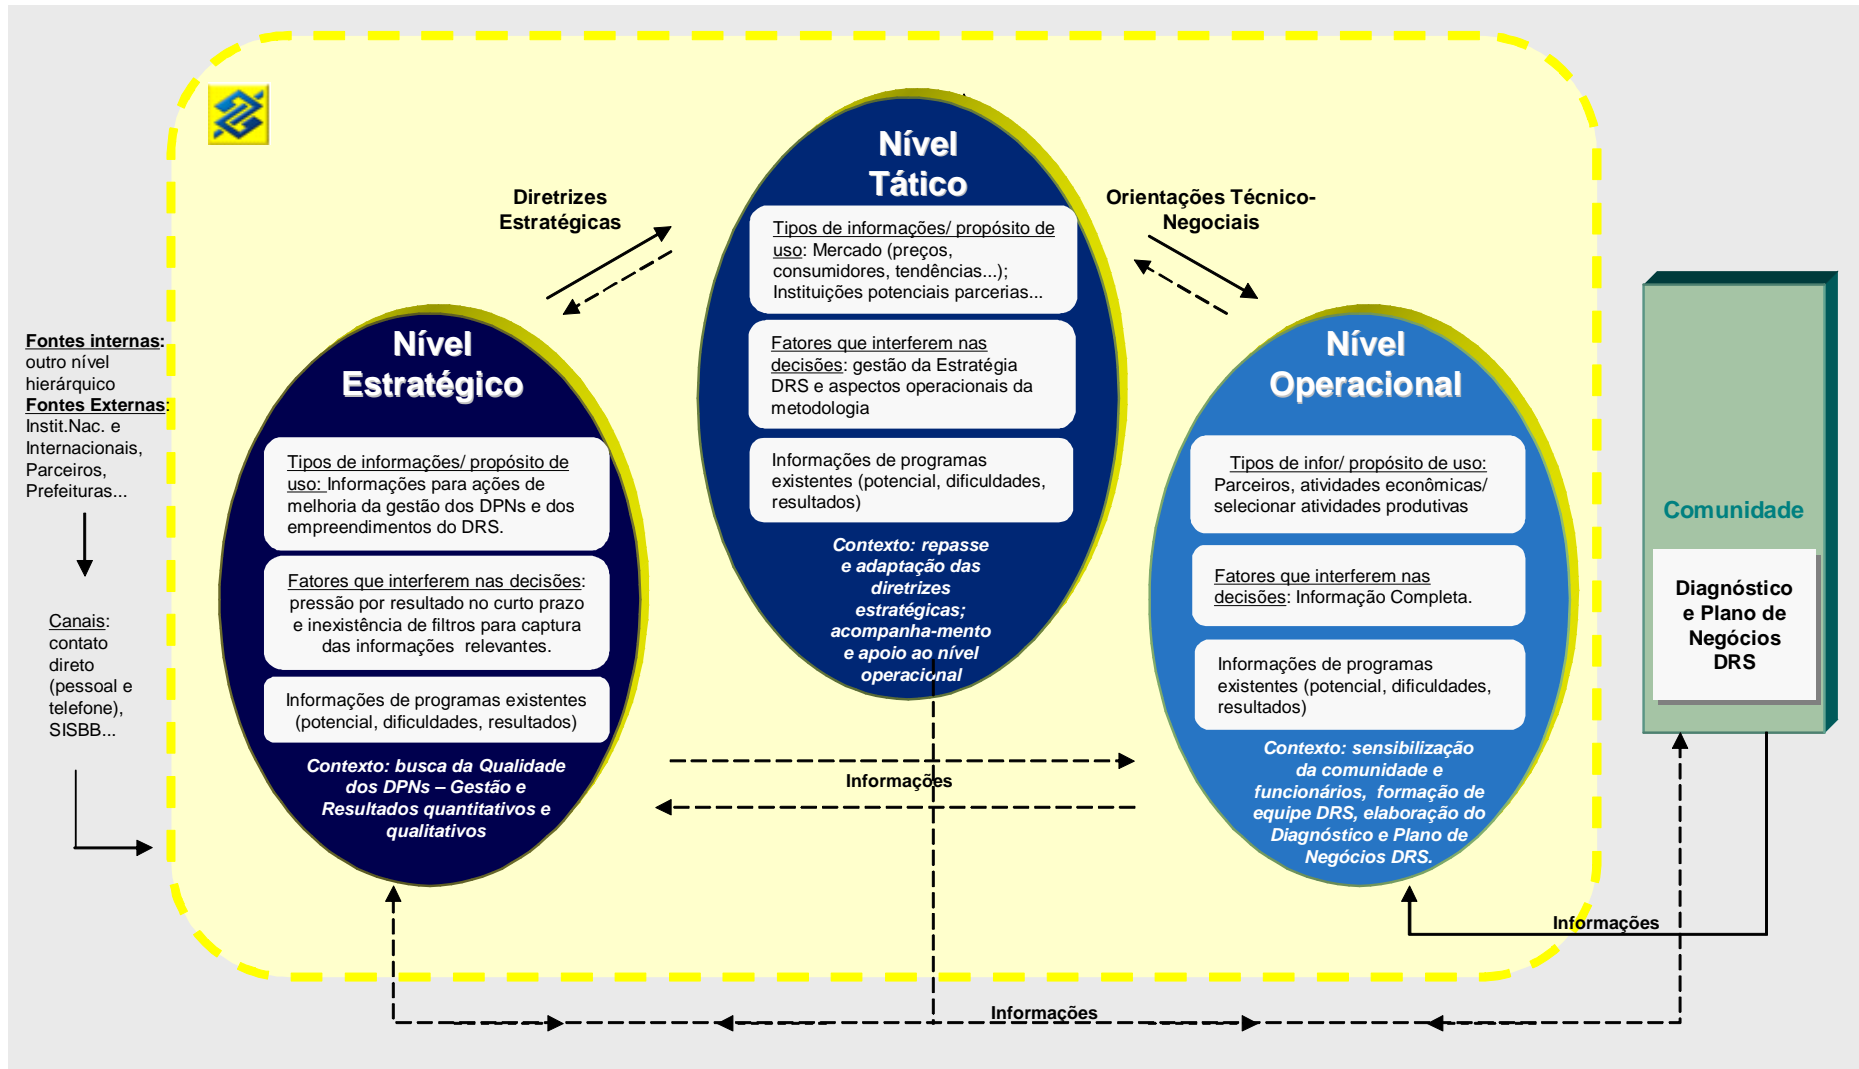 Fontes internas:
outro nível
hierárquico
Fontes Externas:
Instit.Nac. e
Internacionais,
Parceiros,
Prefeituras...
Canais:
contato
direto
(pessoal e
telefone),
SISBB...
Diretrizes
Estratégicas
Nível
Estratégico
Tipos de informações/ propósito de
uso: Informações para ações de
melhoria da gestão dos DPNs e dos
empreendimentos do DRS.
Fatores que interferem nas decisões:
pressão por resultado no curto prazo
e inexistência de filtros para captura
das informações relevantes.
Informações de programas existentes
(potencial, dificuldades, resultados)
Contexto: busca da Qualidade
dos DPNs – Gestão e
Resultados quantitativos e
qualitativos
Nível
Tático
Tipos de informações/ propósito de
uso: Mercado (preços,
consumidores, tendências...);
Instituições potenciais parcerias...
Fatores que interferem nas
decisões: gestão da Estratégia
DRS e aspectos operacionais da
metodologia
Informações de programas
existentes (potencial, dificuldades,
resultados)
Contexto: repasse
e adaptação das
diretrizes
estratégicas;
acompanha-mento
e apoio ao nível
operacional
Orientações Técnico-
Negociais
Nível
Operacional
Tipos de infor/ propósito de uso:
Parceiros, atividades econômicas/
selecionar atividades produtivas
Fatores que interferem nas
decisões: Informação Completa.
Informações de programas
existentes (potencial, dificuldades,
resultados)
Contexto: sensibilização
da comunidade e
funcionários, formação de
equipe DRS, elaboração do
Diagnóstico e Plano de
Negócios DRS.
Informações
Comunidade
Diagnóstico
e Plano de
Negócios
DRS
Informações
Informações